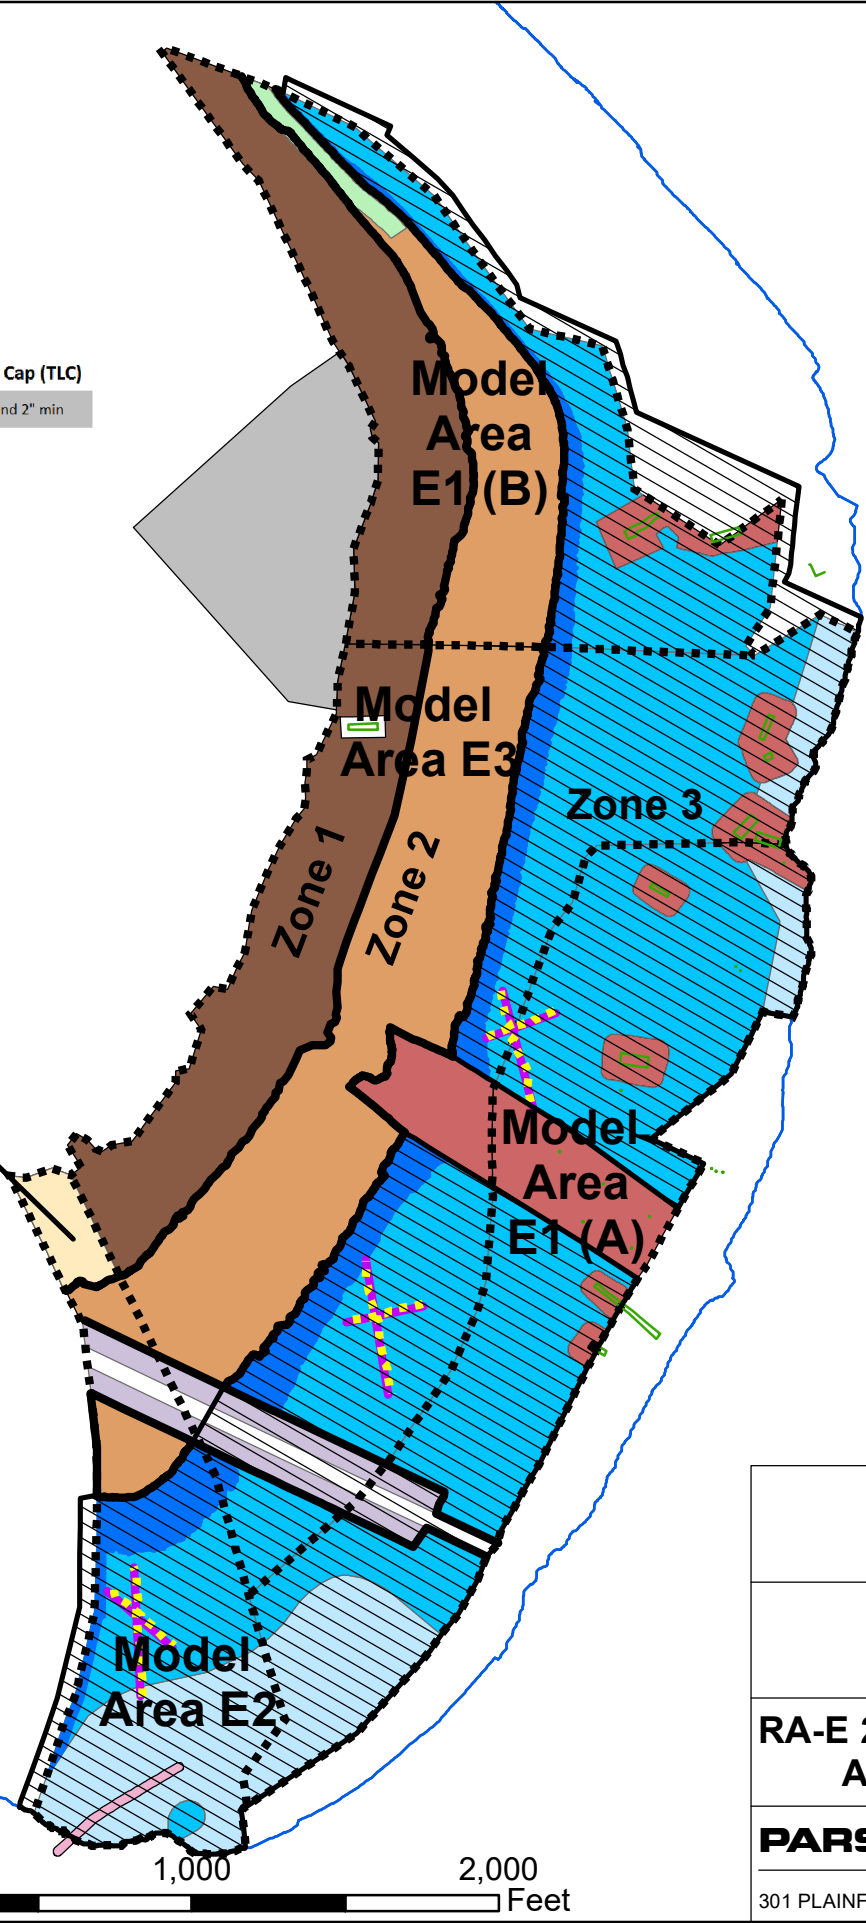 Cap (TLC)
nd 2" min
Model
Area
E1 (B)
Model
Area E3
Zone 3
Zone 1
Zone 2
Model
Area
E1 (A)
Model
Area E2
1,000
2,000
Feet
RA-E 2
A
PARS
301 PLAINF